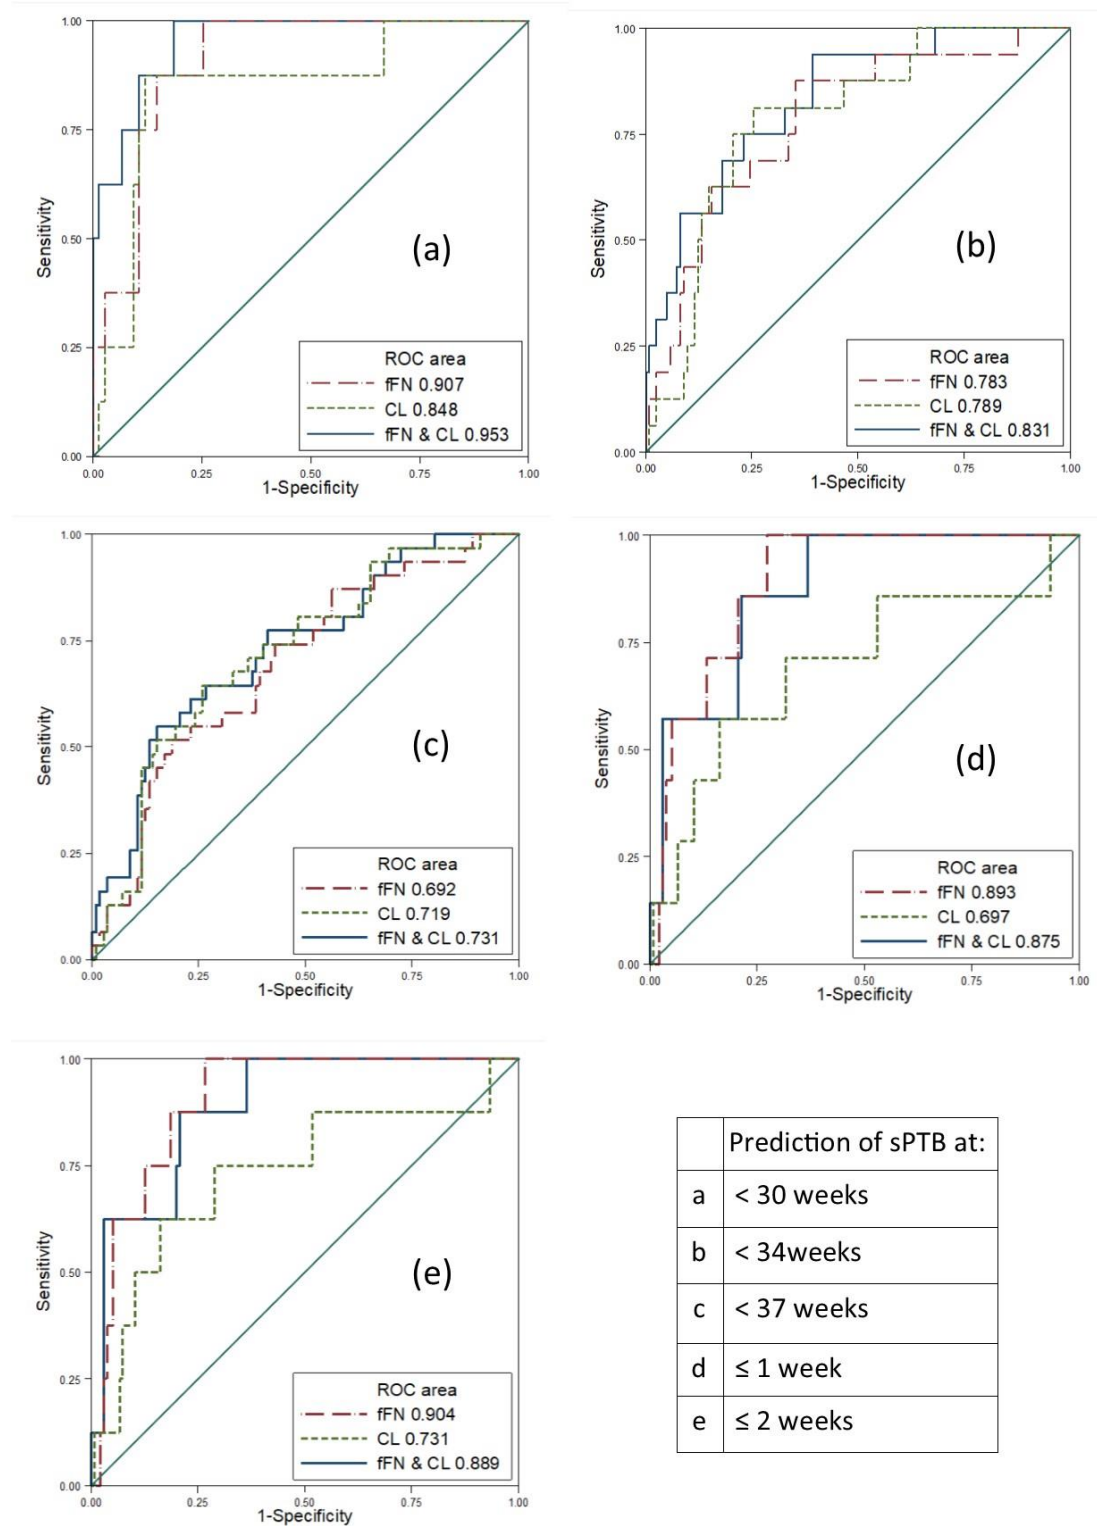 1.00
0.75
0.50
0.25
0.00
Sensitivity
(a)
ROC area
fFN 0.907
CL 0.848
fFN & CL 0.953
0.00 0.25 0.50 0.75 1.00
1-Specificity
1.00
0.75
0.50
0.25
0.00
Sensitivity
(b)
ROC area
fFN 0.783
CL 0.789
fFN & CL 0.831
0.00 0.25 0.50 0.75 1.00
1-Specificity
1.00
0.75
0.50
0.25
0.00
Sensitivity
(c)
ROC area
fFN 0.692
CL 0.719
fFN & CL 0.731
0.00 0.25 0.50 0.75 1.00
1-Specificity
1.00
0.75
0.50
0.25
0.00
Sensitivity
(d)
ROC area
fFN 0.893
CL 0.697
fFN & CL 0.875
0.00 0.25 0.50 0.75 1.00
1-Specificity
1.00
0.75
0.50
0.25
0.00
Sensitivity
(e)
ROC area
fFN 0.904
CL 0.731
fFN & CL 0.889
0.00 0.25 0.50 0.75 1.00
1-Specificity
Prediction of sPTB at:
a < 30 weeks
b < 34weeks
c < 37 weeks
d ≤ 1 week
e ≤ 2 weeks